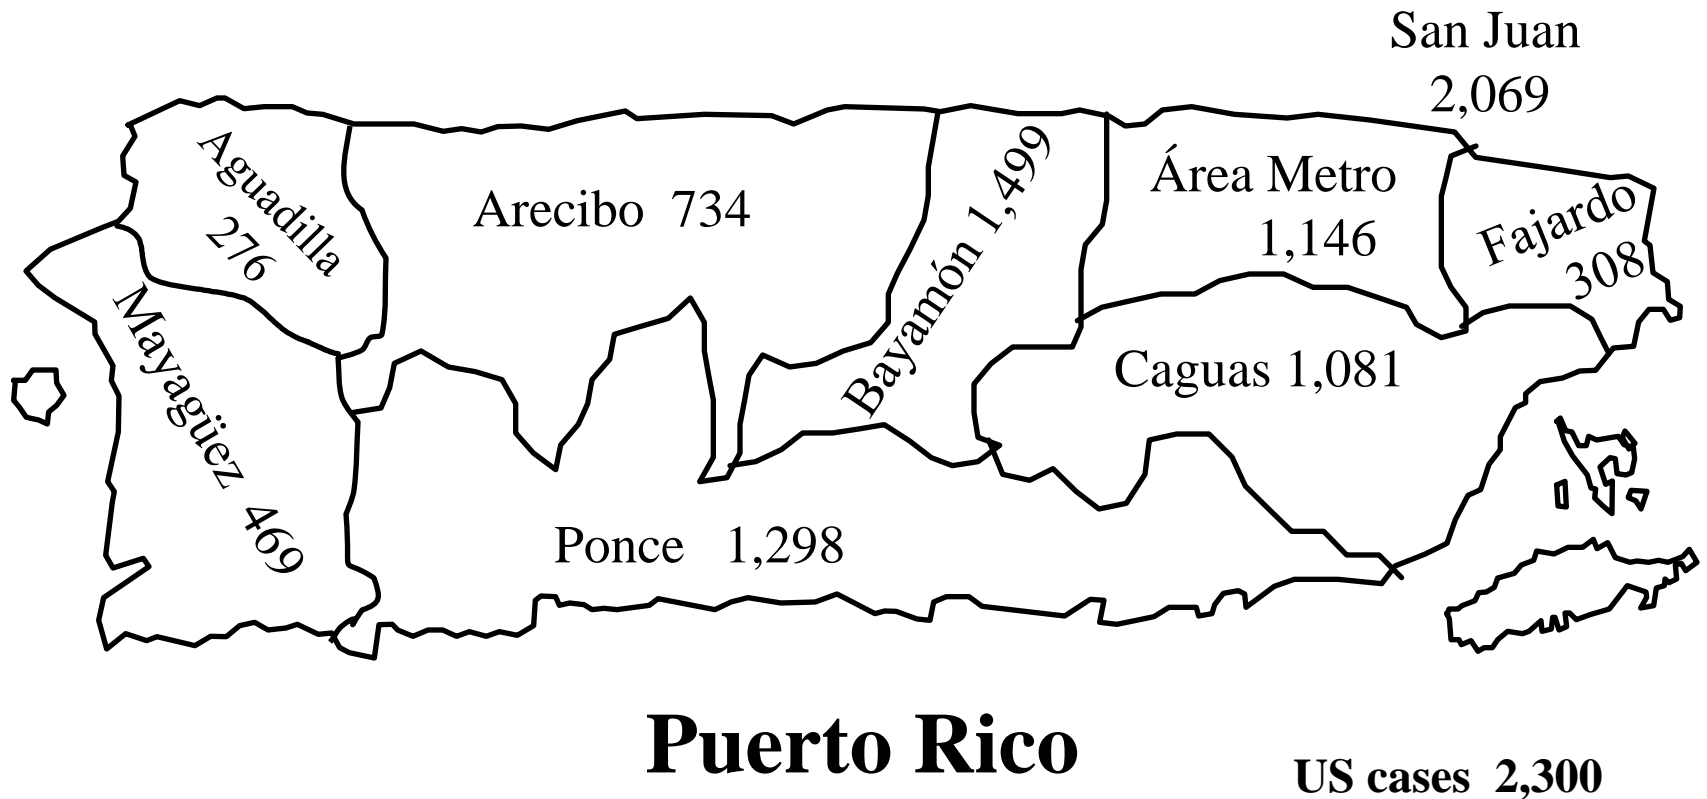 San Juan
2,069
Aguadilla
276
Arecibo 734
Bayamón 1,499
Área Metro
1,146
Fajardo
308
Mayagüez 469
Caguas 1,081
Ponce 1,298
Puerto Rico
US cases 2,300